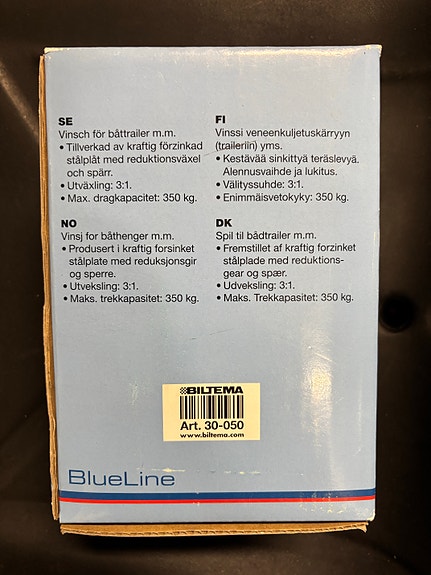 SE
Vinsch för båttrailer m.m.
• Tillverkad av kraftig förzinkad
stålplåt med reduktionsväxel
och spärr.
• Utväxling: 3:1.
• Max. dragkapacitet: 350 kg.
FI
Vinssi veneenkuljetuskärryyn
(traileriin) yms.
• Kestävää sinkittyä teräslevyä.
Alennusvaihde ja lukitus.
• Välityssuhde: 3:1.
• Enimmäisvetokyky: 350 kg.
NO
Vinsj for båthenger m.m.
• Produsert i kraftig forsinket
stålplate med reduksjonsgir
og sperre.
• Utveksling: 3:1.
• Maks. trekkapasitet: 350 kg.
DK
Spil til bådtrailer m.m.
• Fremstillet af kraftig forzinket
stålplade med reduktions-
gear og spær.
• Udveksling: 3:1.
• Maks. Trekkapasitet: 350 kg.
BILTEMA
Art. 30-050
www.biltema.com
BlueLine